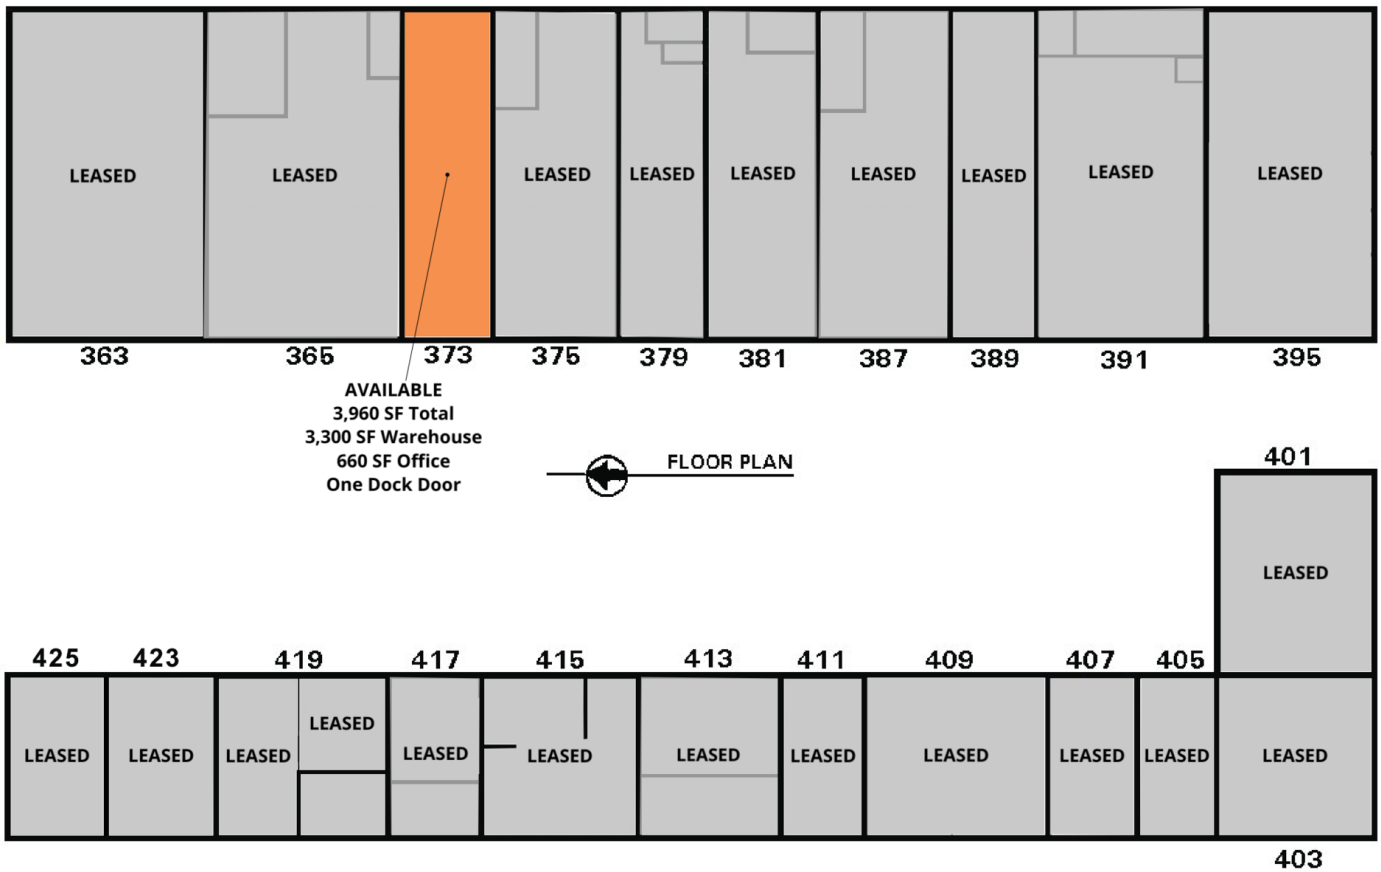 LEASED
LEASED
LEASED
LEASED
LEASED
LEASED
LEASED
LEASED
LEASED
363
365
373
375
379
381
387
389
391
395
AVAILABLE
3,960 SF Total
3,300 SF Warehouse
660 SF Office
One Dock Door
FLOOR PLAN
401
LEASED
425
423
419
417
415
413
411
409
407
405
LEASED
LEASED
LEASED
LEASED
LEASED
LEASED
LEASED
LEASED
LEASED
LEASED
LEASED
LEASED
403